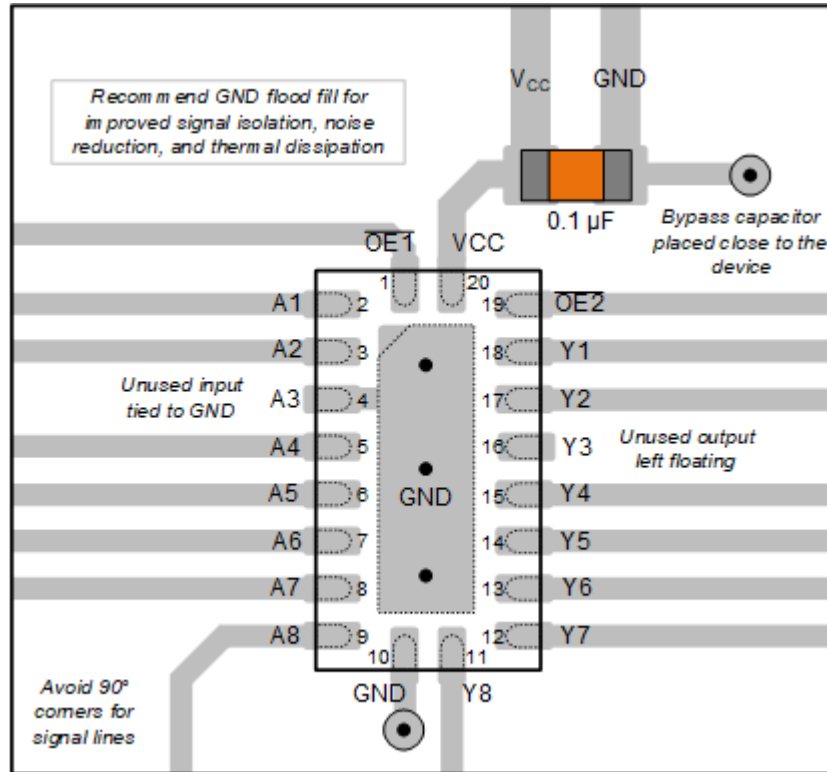 V_CC GND
Recommend GND flood fill for
improved signal isolation, noise
reduction, and thermal dissipation
0.1 µF
Bypass capacitor
placed close to the
device
O̅E̅1̅ VCC
1 20
A1 2 19 O̅E̅2̅
A2 3 18 Y1
Unused input
tied to GND
A3 4 17 Y2
A4 5 16 Y3
Unused output
left floating
A5 6 15 Y4
GND
A6 7 14 Y5
A7 8 13 Y6
A8 9 12 Y7
10 11
GND Y8
Avoid 90°
corners for
signal lines